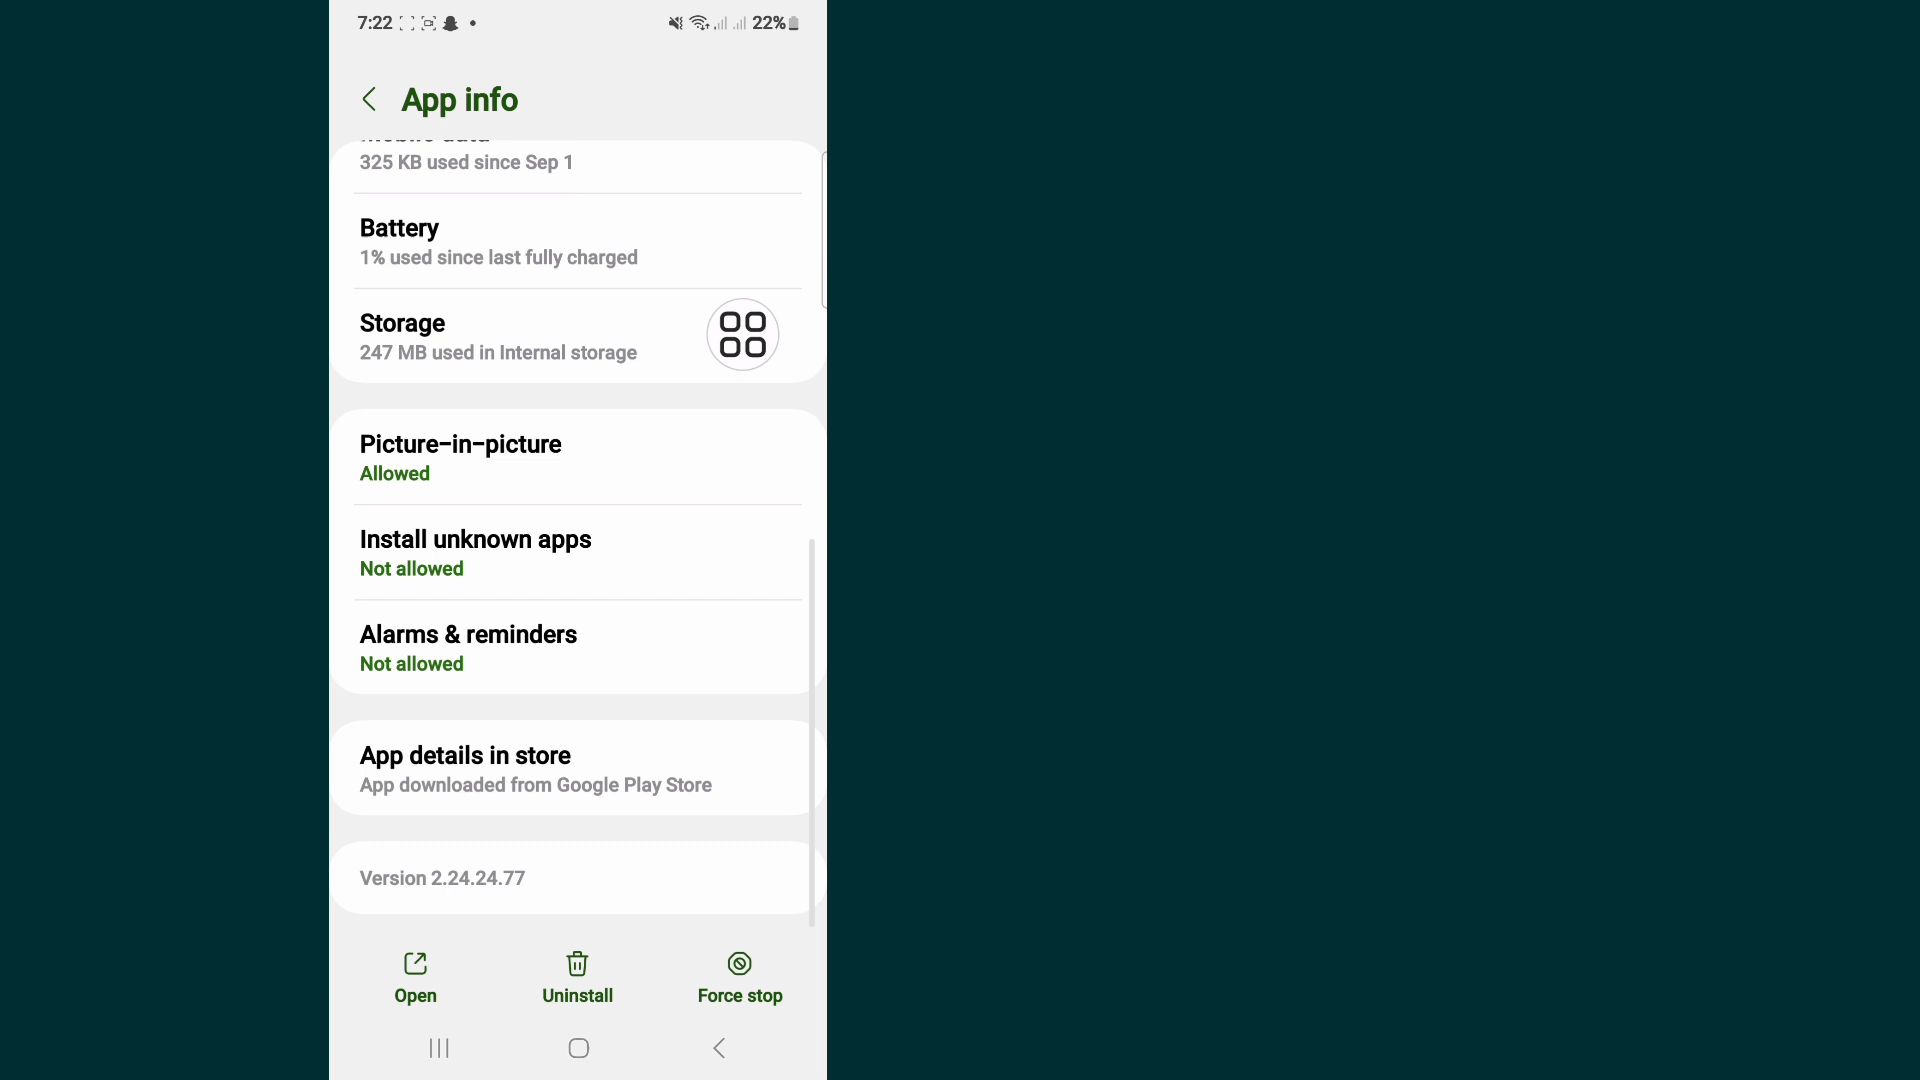 7:22
22%
App info
325 KB used since Sep 1
Battery
1% used since last fully charged
Storage
247 MB used in Internal storage
Picture-in-picture
Allowed
Install unknown apps
Not allowed
Alarms & reminders
Not allowed
App details in store
App downloaded from Google Play Store
Version 2.24.24.77
Open
Uninstall
Force stop